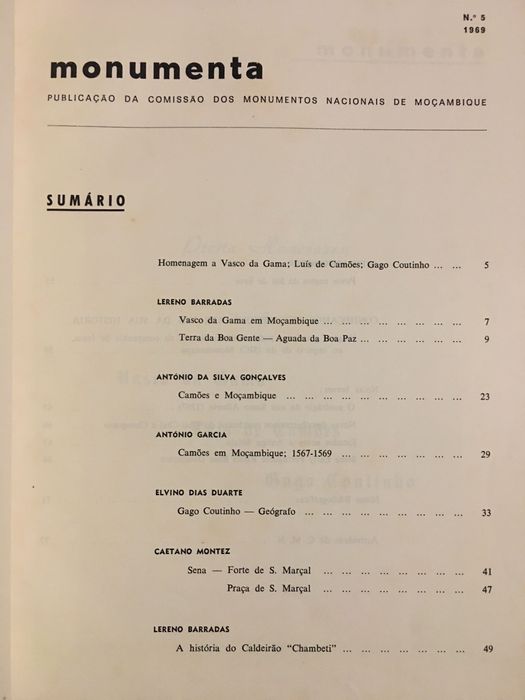 N.º 5
1969
monumenta
PUBLICAÇÃO DA COMISSÃO DOS MONUMENTOS NACIONAIS DE MOÇAMBIQUE
SUMÁRIO
Homenagem a Vasco da Gama; Luís de Camões; Gago Coutinho ... ... 5
LERENO BARRADAS
Vasco da Gama em Moçambique ... ... ... ... ... ... ... ... 7
Terra da Boa Gente — Aguada da Boa Paz ... ... ... ... ... ... 9
ANTÓNIO DA SILVA GONÇALVES
Camões e Moçambique ... ... ... ... ... ... ... ... ... ... 23
ANTÓNIO GARCIA
Camões em Moçambique; 1567-1569 ... ... ... ... ... ... ... 29
ELVINO DIAS DUARTE
Gago Coutinho — Geógrafo ... ... ... ... ... ... ... ... ... 33
CAETANO MONTEZ
Sena — Forte de S. Marçal ... ... ... ... ... ... ... ... 41
Praça de S. Marçal ... ... ... ... ... ... ... ... 47
LERENO BARRADAS
A história do Caldeirão “Chambeti” ... ... ... ... ... ... ... 49